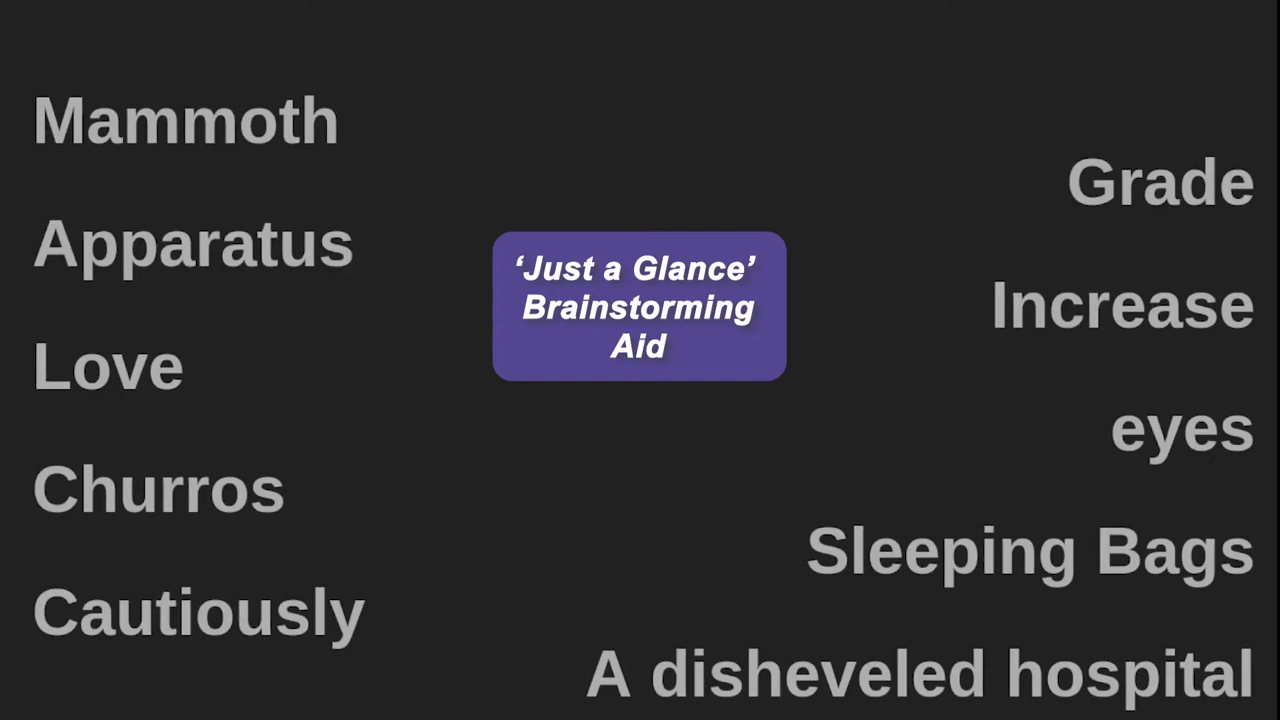 Mammoth
Grade
Apparatus
‘Just a Glance’
Brainstorming
Aid
Increase
Love
eyes
Churros
Sleeping Bags
Cautiously
A disheveled hospital